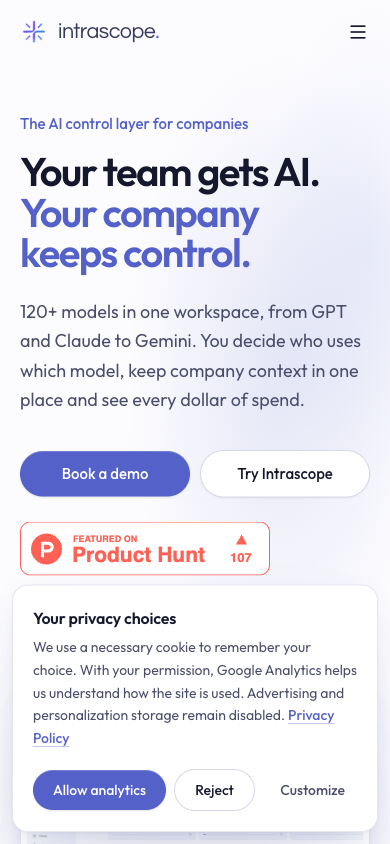 intrascope.
The AI control layer for companies
Your team gets AI.
Your company
keeps control.
120+ models in one workspace, from GPT
and Claude to Gemini. You decide who uses
which model, keep company context in one
place and see every dollar of spend.
Book a demo
Try Intrascope
P
FEATURED ON
Product Hunt
107
Your privacy choices
We use a necessary cookie to remember your
choice. With your permission, Google Analytics helps
us understand how the site is used. Advertising and
personalization storage remain disabled. Privacy
Policy
Allow analytics
Reject
Customize